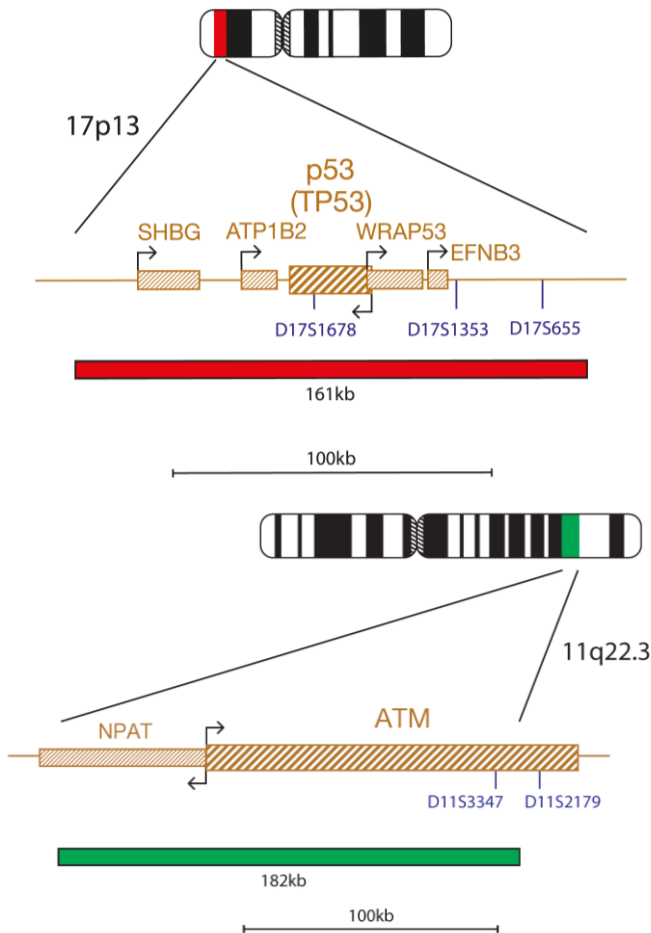 17p13
p53
(TP53)
SHBG
ATP1B2
WRAP53
EFNB3
D17S1678
D17S1353
D17S655
161kb
100kb
11q22.3
NPAT
ATM
D11S3347
D11S2179
182kb
100kb